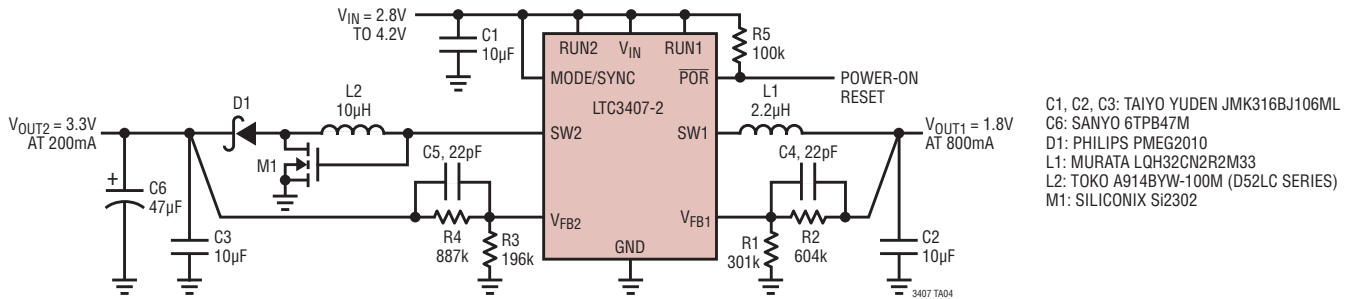 VIN = 2.8V
TO 4.2V
C1
10µF
RUN2
VIN
RUN1
R5
100k
MODE/SYNC
POR
POWER-ON
RESET
LTC3407-2
D1
L2
10µH
L1
2.2µH
VOUT2 = 3.3V
AT 200mA
SW2
SW1
VOUT1 = 1.8V
AT 800mA
M1
C5, 22pF
C4, 22pF
+
C6
47µF
VFB2
VFB1
C3
10µF
R4
887k
R3
196k
GND
R1
301k
R2
604k
C2
10µF
3407 TA04
C1, C2, C3: TAIYO YUDEN JMK316BJ106ML
C6: SANYO 6TPB47M
D1: PHILIPS PMEG2010
L1: MURATA LQH32CN2R2M33
L2: TOKO A914BYW-100M (D52LC SERIES)
M1: SILICONIX Si2302